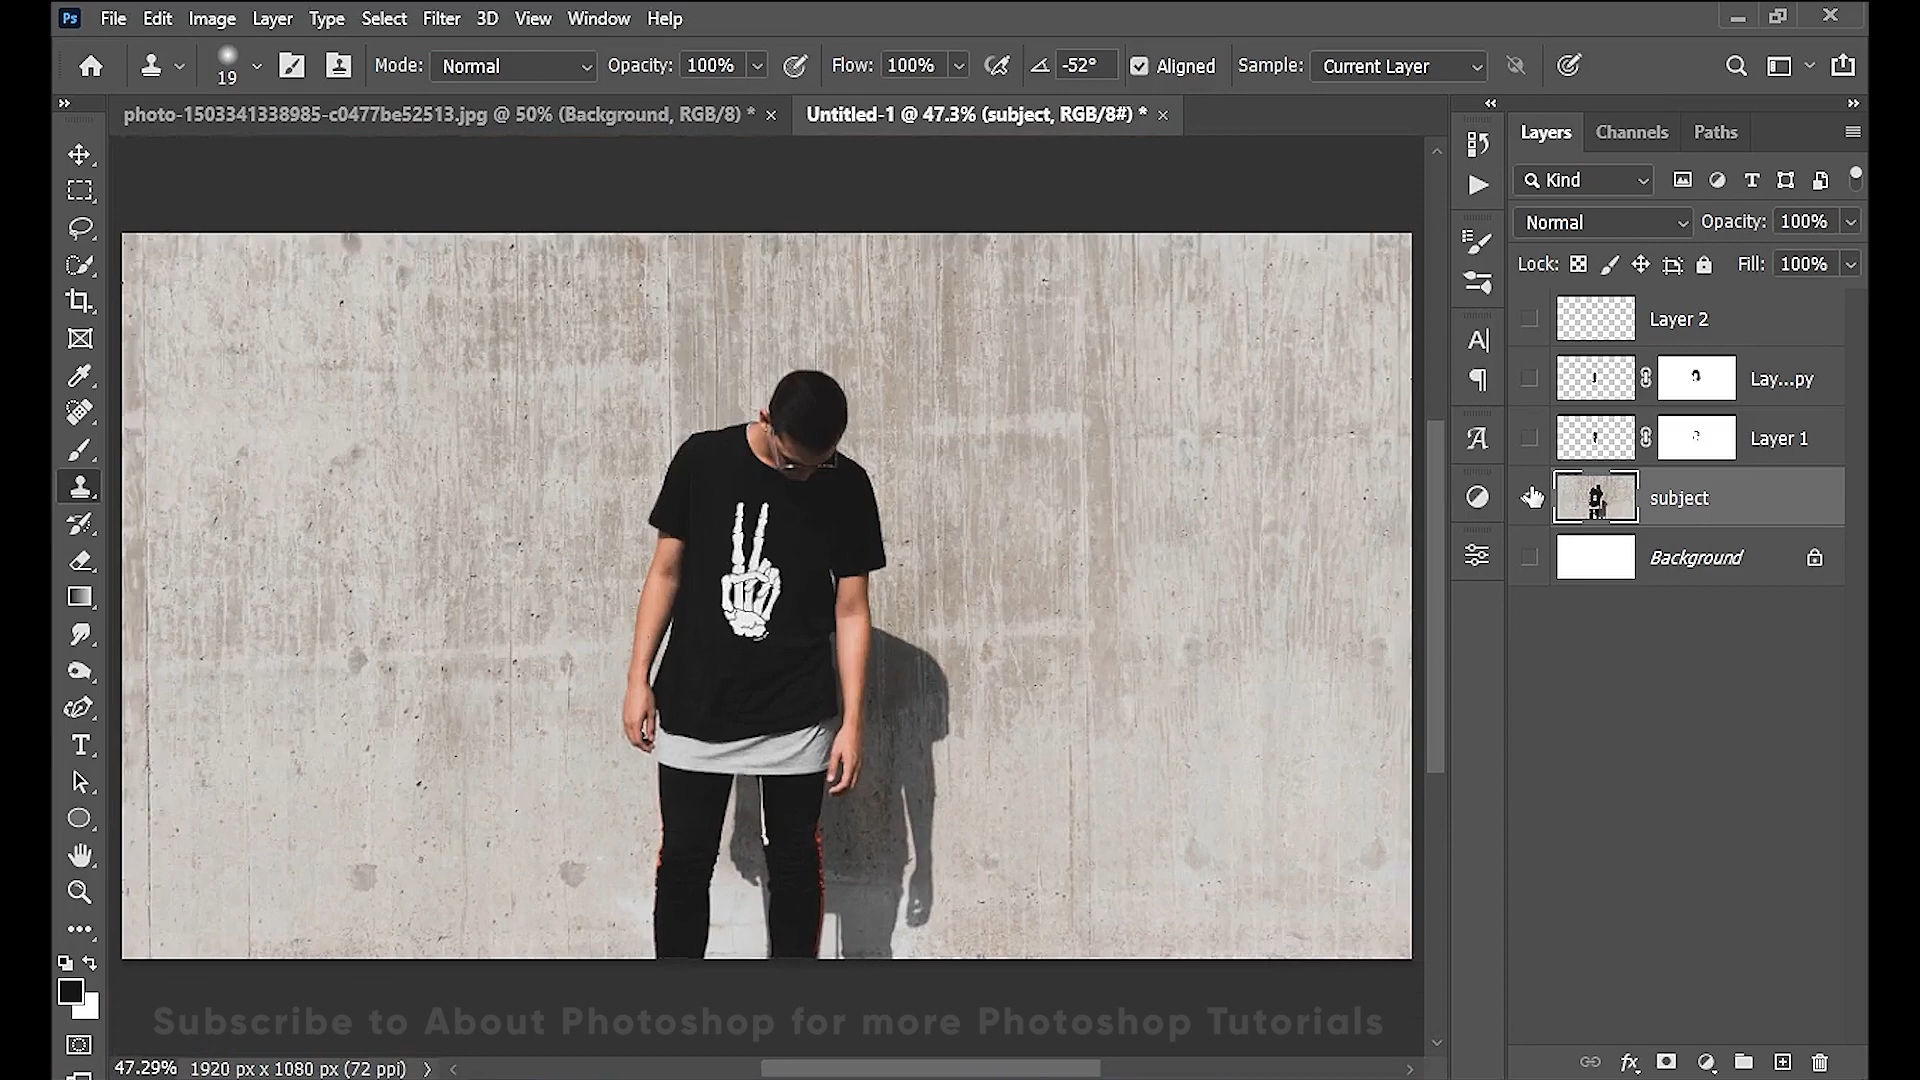 Ps File Edit Image Layer Type Select Filter 3D View Window Help
19 Mode: Normal Opacity: 100% Flow: 100% -52° Aligned Sample: Current Layer
photo-1503341338985-c0477be52513.jpg @ 50% (Background, RGB/8) * × Untitled-1 @ 47.3% (subject, RGB/8#) * ×
Layers Channels Paths
Kind
Normal Opacity: 100%
Lock: Fill: 100%
Layer 2
Lay...py
Layer 1
subject
Background
Subscribe to About Photoshop for more Photoshop Tutorials
47.29% 1920 px x 1080 px (72 ppi)